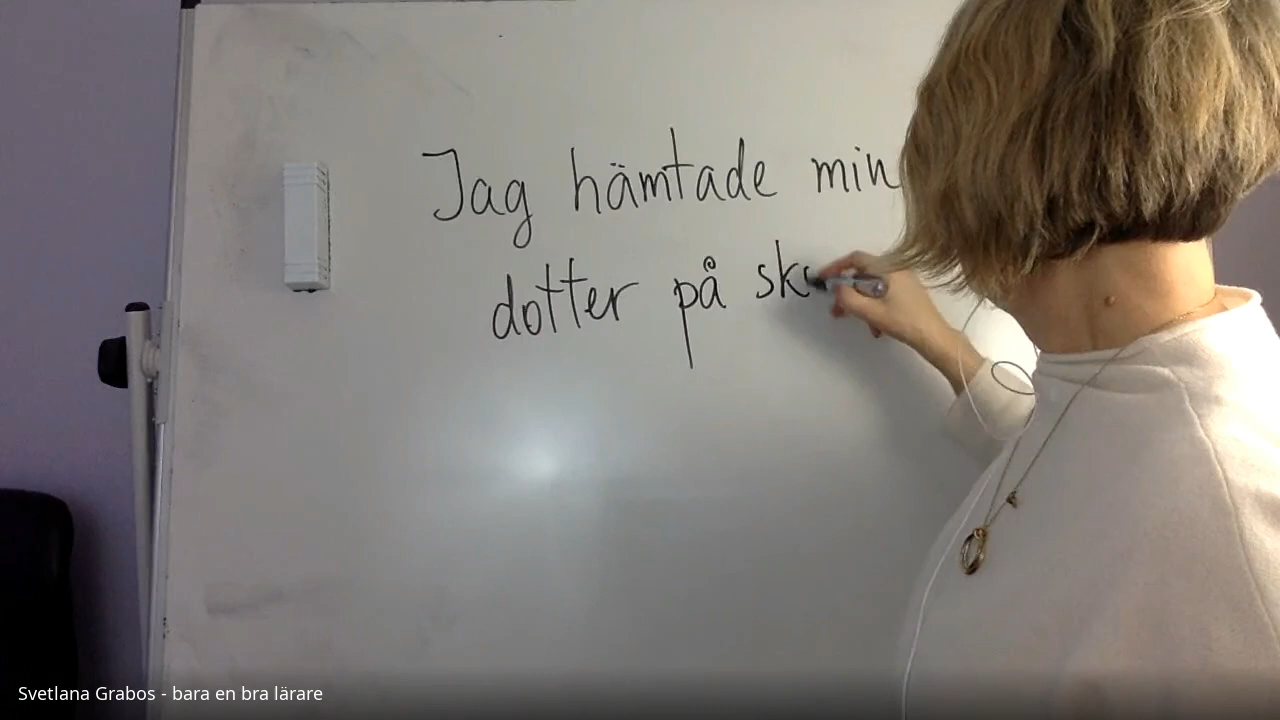 Jag hämtade min
dotter på sk
Svetlana Grabos - bara en bra lärare